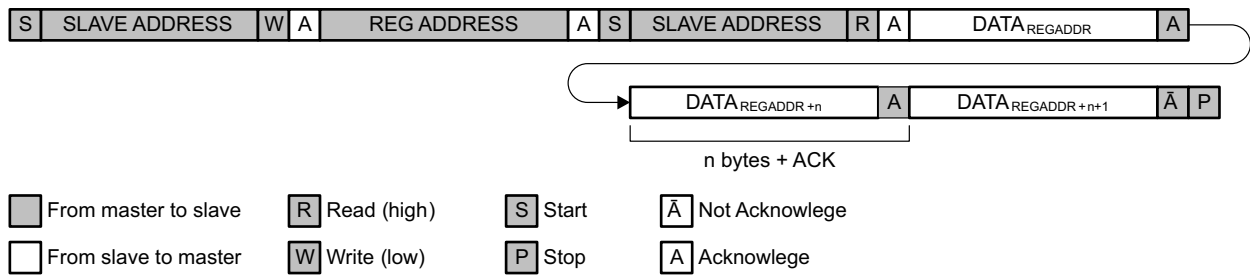 S SLAVE ADDRESS W A REG ADDRESS A S SLAVE ADDRESS R A DATA REGADDR A
DATA REGADDR +n A DATA REGADDR +n+1 Ā P
n bytes + ACK
From master to slave R Read (high) S Start Ā Not Acknowlege
From slave to master W Write (low) P Stop A Acknowlege